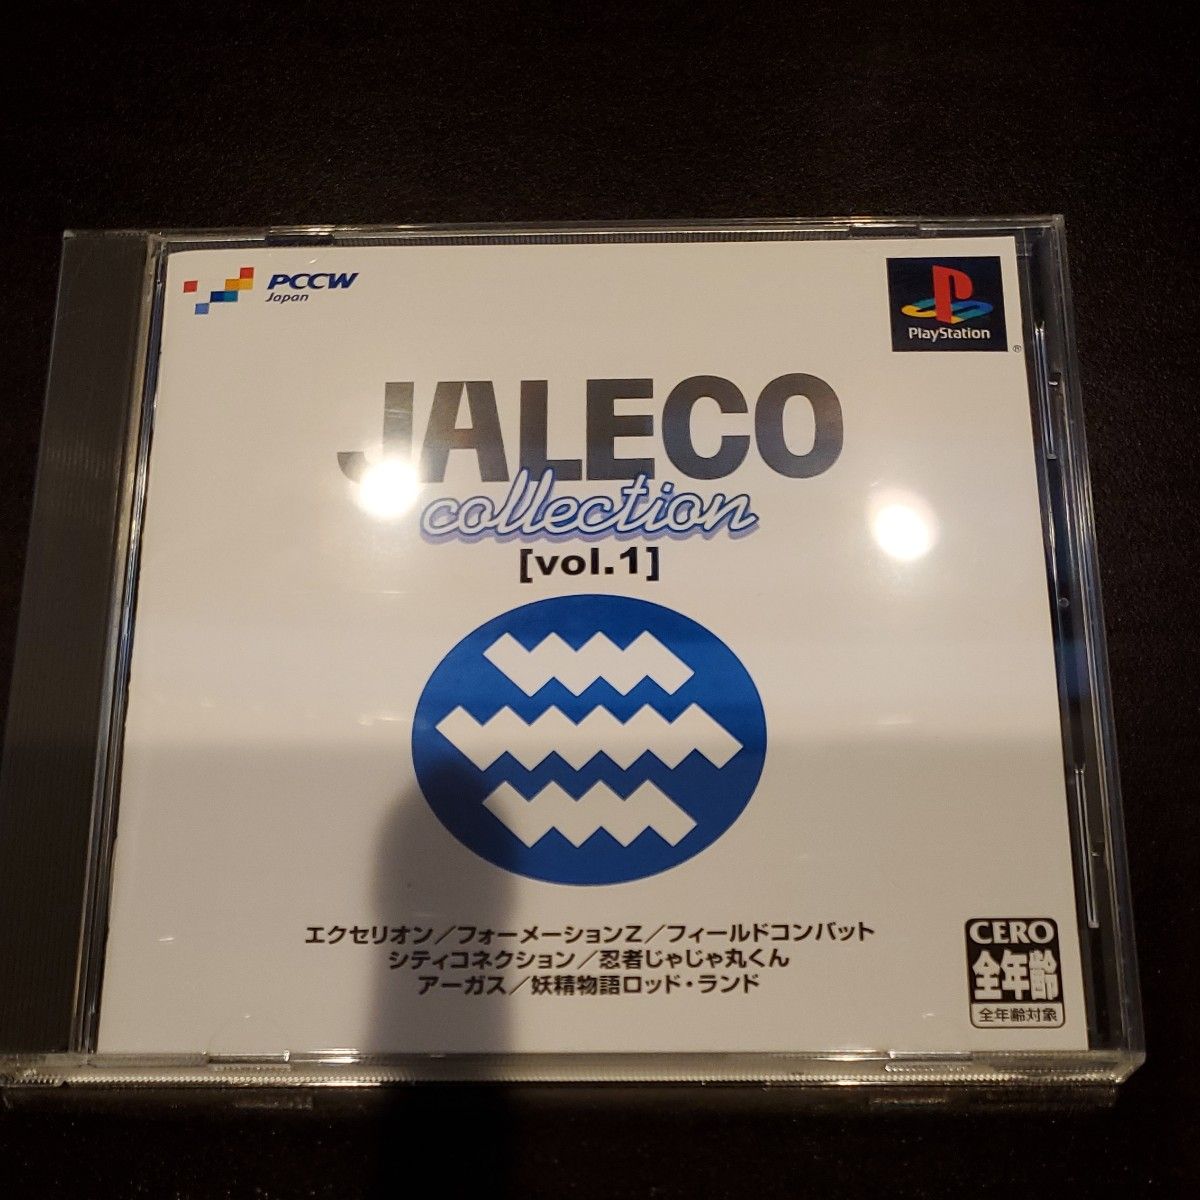 PCCW
Japan
PlayStation
®
JALECO
collection
[vol.1]
エクセリオン／フォーメーションZ／フィールドコンバット
シティコネクション／忍者じゃじゃ丸くん
アーガス／妖精物語ロッド・ランド
CERO
全年齢
全年齢対象